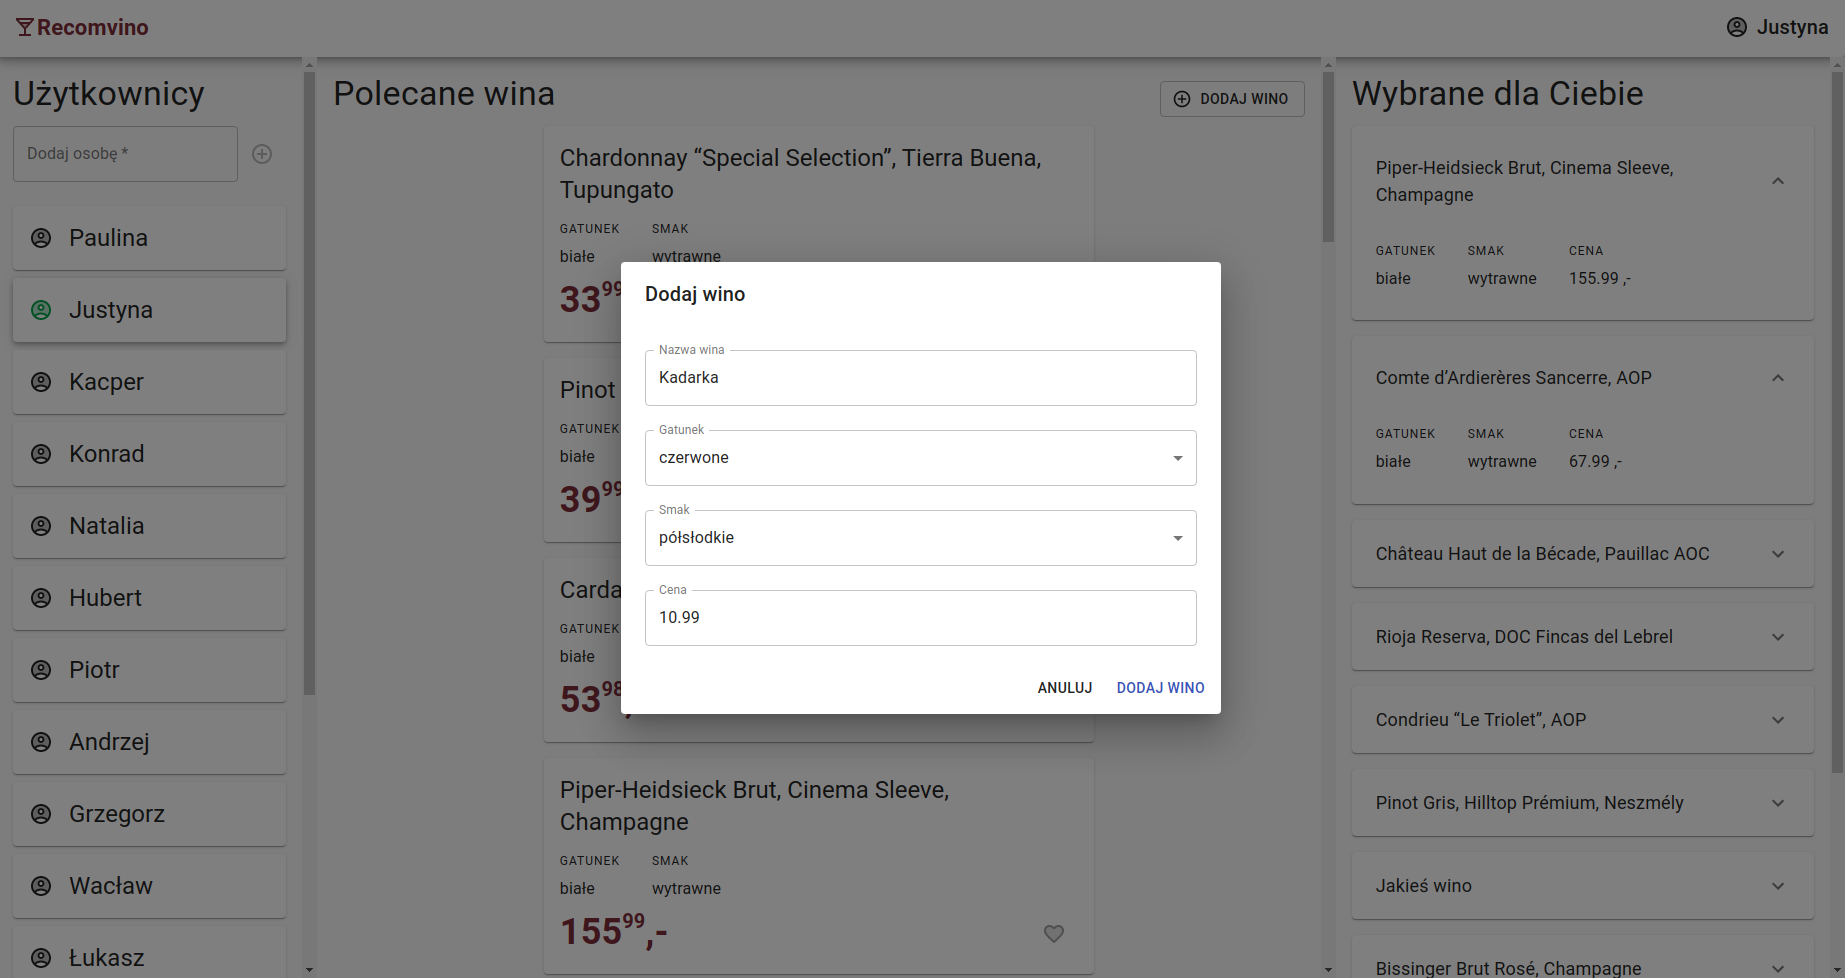 Recomvino
Justyna
Użytkownicy
Dodaj osobę *
Paulina
Justyna
Kacper
Konrad
Natalia
Hubert
Piotr
Andrzej
Grzegorz
Wacław
Łukasz
Polecane wina
DODAJ WINO
Chardonnay “Special Selection”, Tierra Buena,
Tupungato
GATUNEK SMAK
białe wytrawne
33 99
Pinot
GATUNEK
białe
39 99
Carda
GATUNEK
białe
53 98,
Piper-Heidsieck Brut, Cinema Sleeve,
Champagne
GATUNEK SMAK
białe wytrawne
155 99,-
Dodaj wino
Nazwa wina
Kadarka
Gatunek
czerwone
Smak
półsłodkie
Cena
10.99
ANULUJ DODAJ WINO
Wybrane dla Ciebie
Piper-Heidsieck Brut, Cinema Sleeve,
Champagne
GATUNEK SMAK CENA
białe wytrawne 155.99 ,-
Comte d’Ardierères Sancerre, AOP
GATUNEK SMAK CENA
białe wytrawne 67.99 ,-
Château Haut de la Bécade, Pauillac AOC
Rioja Reserva, DOC Fincas del Lebrel
Condrieu “Le Triolet”, AOP
Pinot Gris, Hilltop Prémium, Neszmély
Jakieś wino
Bissinger Brut Rosé, Champagne